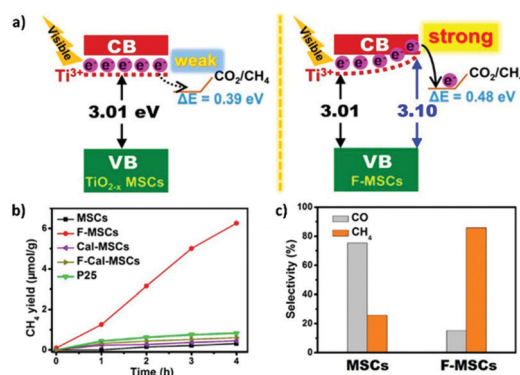 a)
Visible
CB
e⁻ e⁻ e⁻ e⁻ e⁻
weak
Ti³⁺
CO₂/CH₄
ΔE = 0.39 eV
3.01 eV
VB
TiO₂₋ₓ MSCs
Visible
CB
e⁻ e⁻ e⁻ e⁻ e⁻
strong
Ti³⁺
e⁻
CO₂/CH₄
ΔE = 0.48 eV
3.01
3.10
VB
F-MSCs
b)
CH₄ yield (μmol/g)
6
4
2
0
MSCs
F-MSCs
Cal-MSCs
F-Cal-MSCs
P25
0 1 2 3 4
Time (h)
c)
Selectivity (%)
100
80
60
40
20
0
CO
CH₄
MSCs F-MSCs